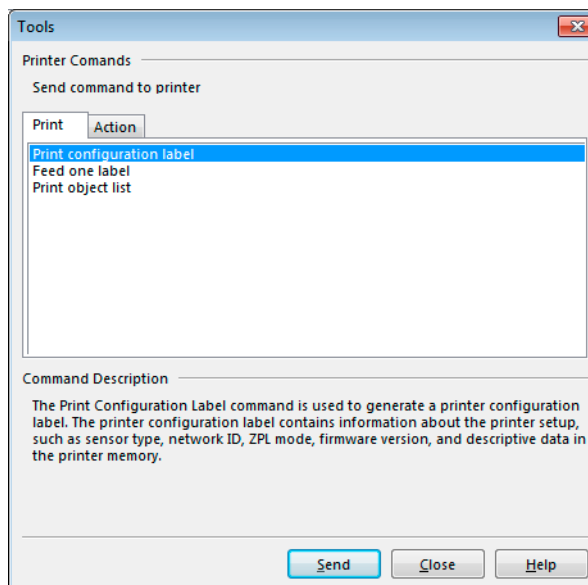 Tools
Printer Comands
Send command to printer
Print
Action
Print configuration label
Feed one label
Print object list
Command Description
The Print Configuration Label command is used to generate a printer configuration
label. The printer configuration label contains information about the printer setup,
such as sensor type, network ID, ZPL mode, firmware version, and descriptive data in
the printer memory.
Send
Close
Help